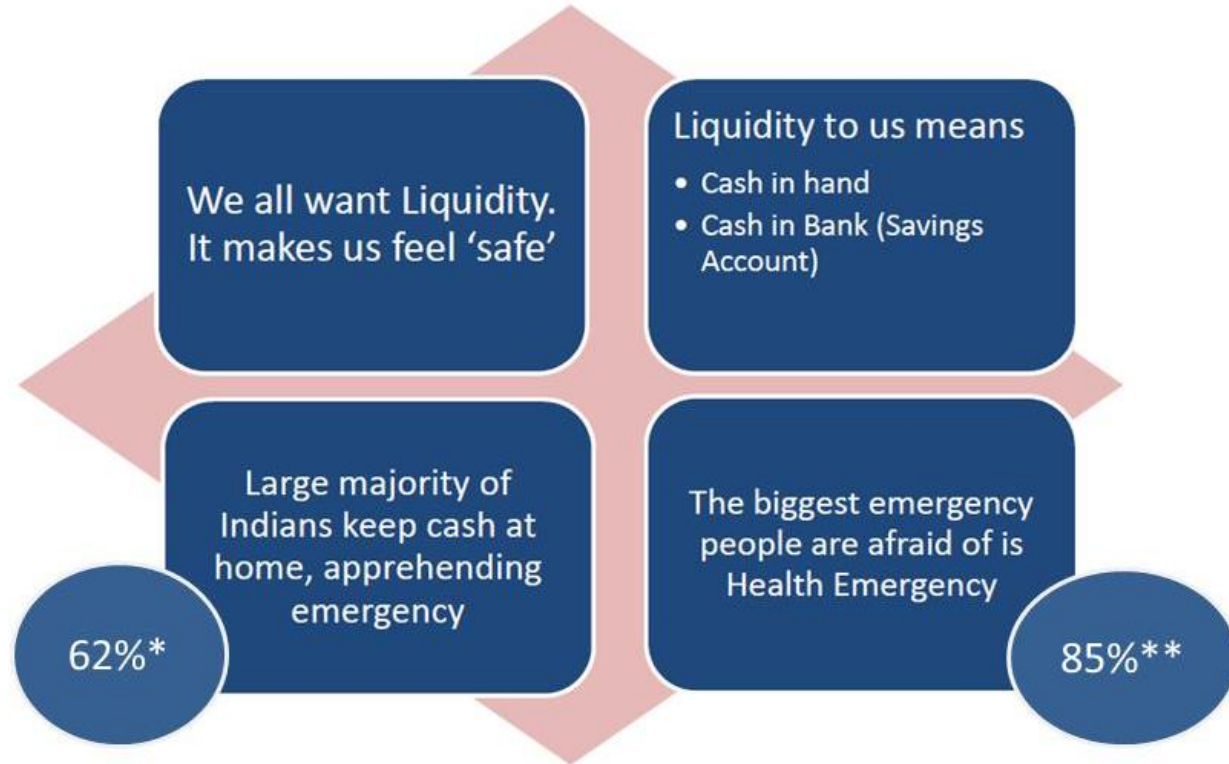 We all want Liquidity.
It makes us feel ‘safe’
Liquidity to us means
• Cash in hand
• Cash in Bank (Savings
Account)
Large majority of
Indians keep cash at
home, apprehending
emergency
62%*
The biggest emergency
people are afraid of is
Health Emergency
85%**